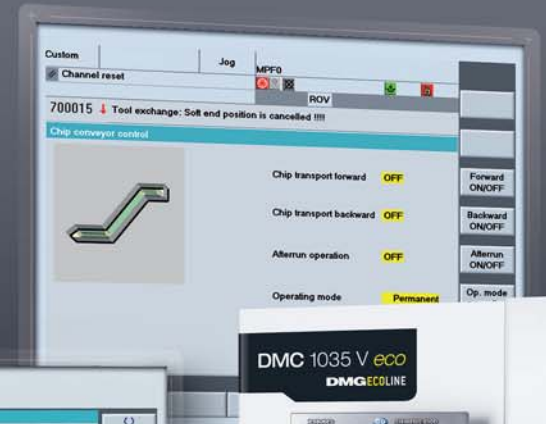 Custom
Jog
MPF0
Channel reset
ROV
700015 ↓ Tool exchange: Soft end position is cancelled !!!!
Chip conveyor control
Chip transport forward OFF
Forward
ON/OFF
Chip transport backward OFF
Backward
ON/OFF
Afterrun operation OFF
Afterrun
ON/OFF
Operating mode Permanent
Op. mode
DMC 1035 V eco
DMG ECOLINE